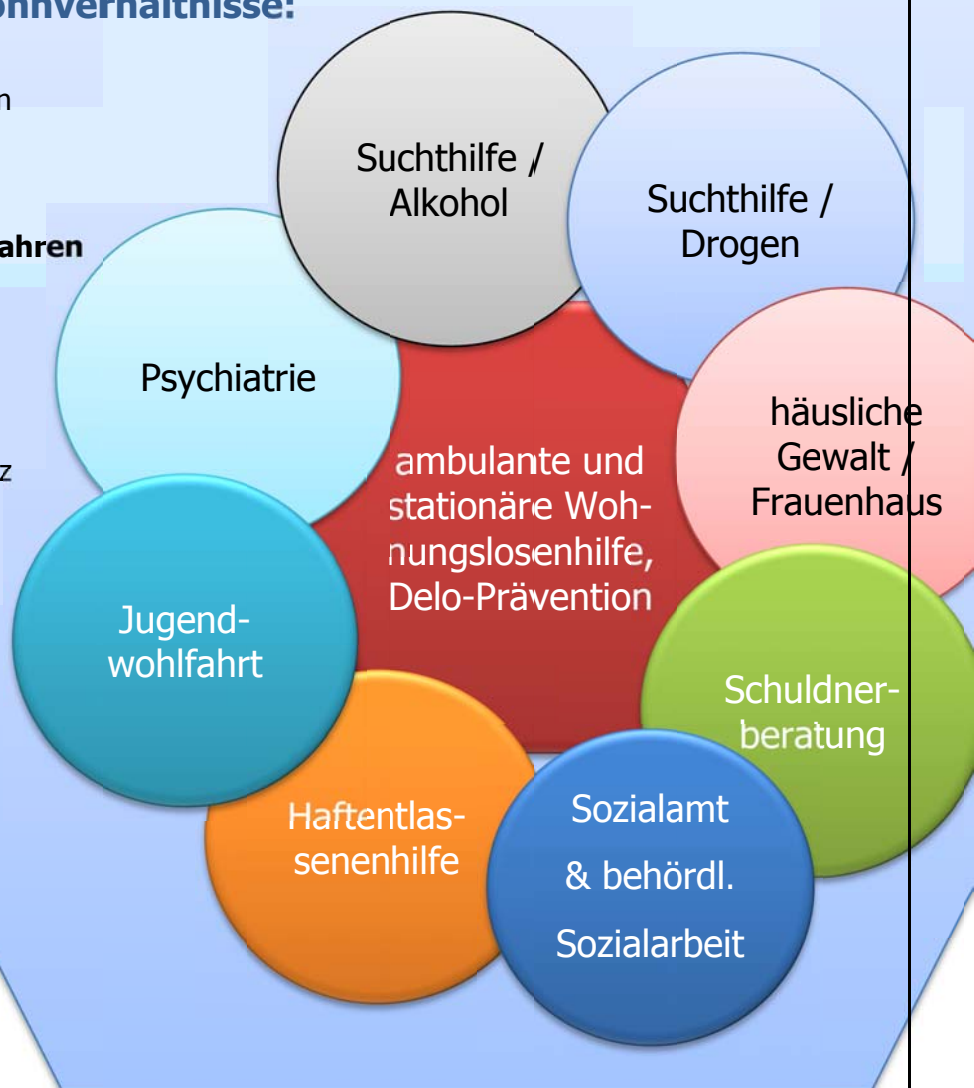 Suchthilfe /
Alkohol
Suchthilfe /
Drogen
Psychiatrie
häusliche
Gewalt /
Frauenhaus
ambulante und
stationäre Woh-
nungslosenhilfe,
Delo-Prävention
Jugend-
wohlfahrt
Schuldner-
beratung
Haftentlas-
senenhilfe
Sozialamt
& behördl.
Sozialarbeit